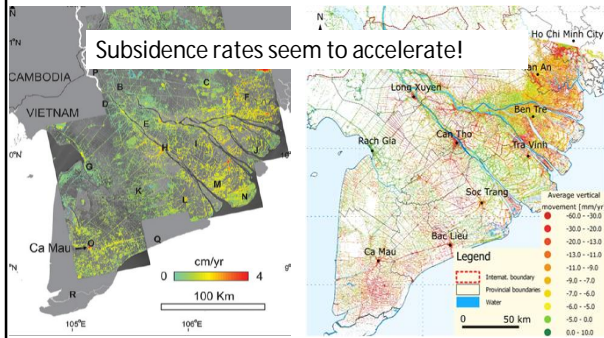 Subsidence rates seem to accelerate!
CAMBODIA
VIETNAM
P
B
C
F
D
E
H
I
J
G
K
M
L
N
Ca Mau
O
Q
R
0
cm/yr
4
100 Km
105°E
106°E
N
Ho Chi Minh City
Long Xuyen
Ben Tre
Can Tho
Rach Gia
Tra Vinh
Soc Trang
Bac Lieu
Ca Mau
Average vertical
movement [mm/yr]
-60.0 - -30.0
-30.0 - -20.0
-20.0 - -13.0
-13.0 - -11.0
-11.0 - -9.0
-9.0 - -7.0
-7.0 - -6.0
-6.0 - -5.0
-5.0 - 0.0
0.0 - 10.0
Legend
Internat. boundary
Provincial boundaries
Water
0
50 km